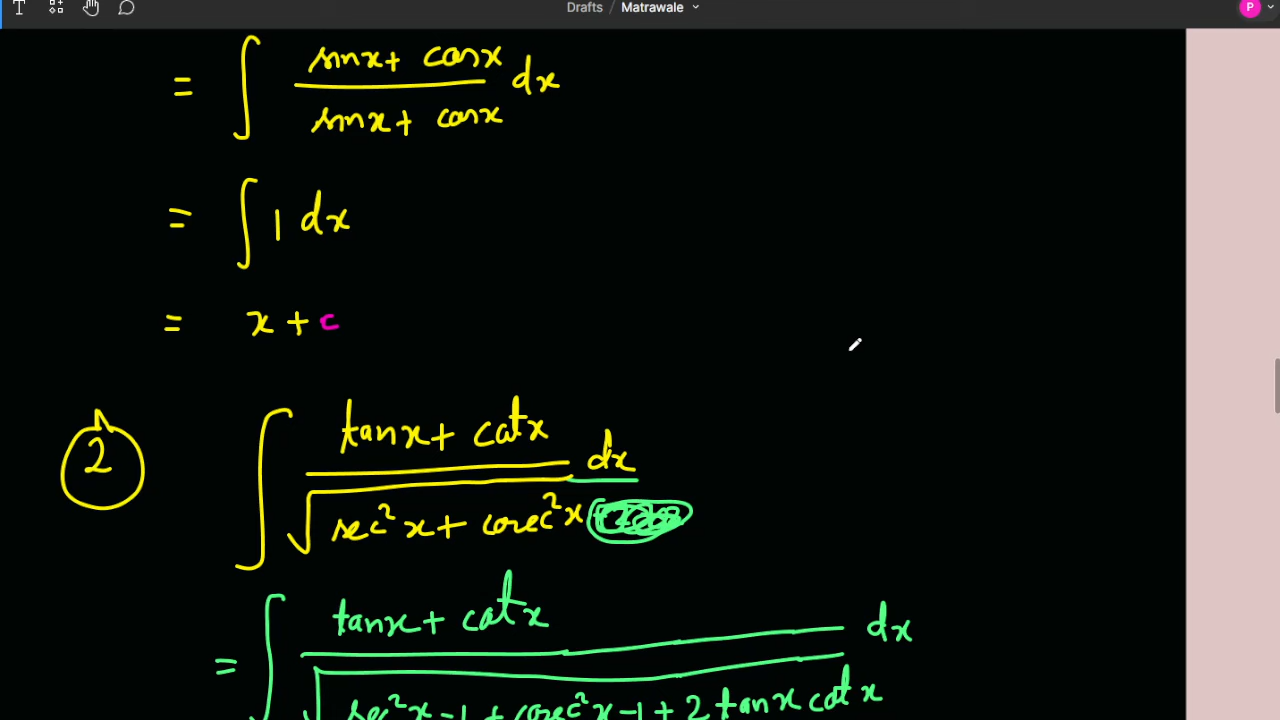 T Drafts / Matrawale P
= ∫ (sinx + cosx)/(sinx + cosx) dx
= ∫ 1 dx
= x + c
2 ∫ (tanx + cotx)/√(sec²x + cosec²x) dx
= ∫ (tanx + cotx)/√(sec²x - 1 + cosec²x - 1 + 2 tanx cotx) dx